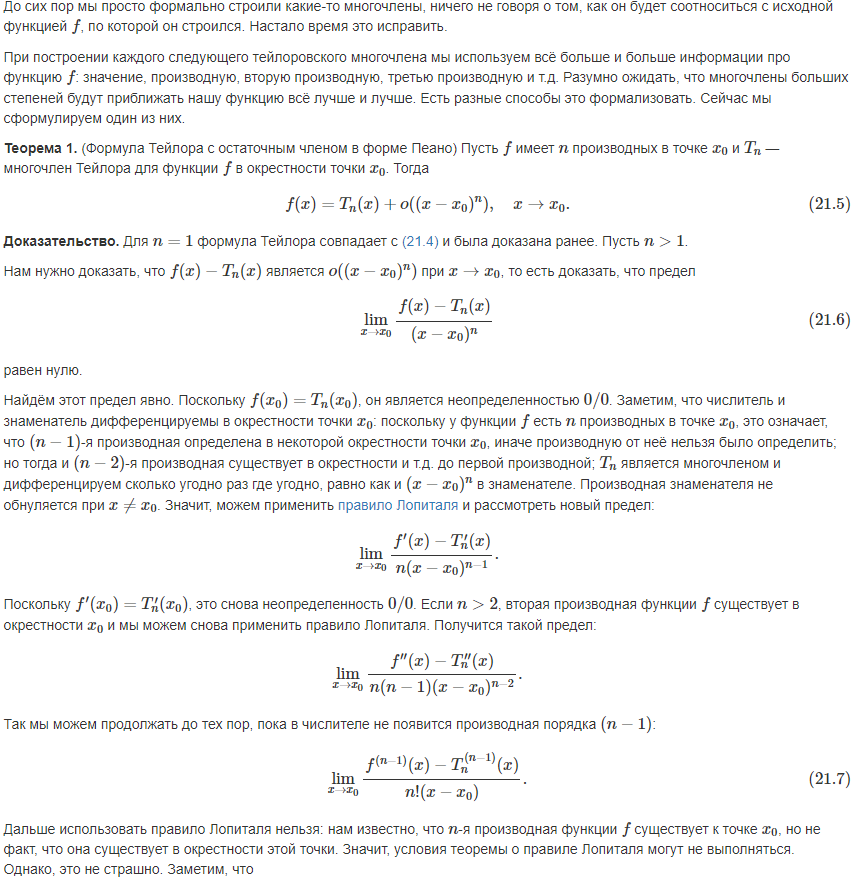 До сих пор мы просто формально строили какие-то многочлены, ничего не говоря о том, как он будет соотноситься с исходной
функцией f, по которой он строился. Настало время это исправить.
При построении каждого следующего тейлоровского многочлена мы используем всё больше и больше информации про
функцию f: значение, производную, вторую производную, третью производную и т.д. Разумно ожидать, что многочлены больших
степеней будут приближать нашу функцию всё лучше и лучше. Есть разные способы это формализовать. Сейчас мы
сформулируем один из них.
Теорема 1. (Формула Тейлора с остаточным членом в форме Пеано) Пусть f имеет n производных в точке x₀ и Tₙ —
многочлен Тейлора для функции f в окрестности точки x₀. Тогда
f(x) = Tₙ(x) + o((x − x₀)ⁿ), x → x₀. (21.5)
Доказательство. Для n = 1 формула Тейлора совпадает с (21.4) и была доказана ранее. Пусть n > 1.
Нам нужно доказать, что f(x) − Tₙ(x) является o((x − x₀)ⁿ) при x → x₀, то есть доказать, что предел
lim_{x→x₀} (f(x) − Tₙ(x)) / (x − x₀)ⁿ (21.6)
равен нулю.
Найдём этот предел явно. Поскольку f(x₀) = Tₙ(x₀), он является неопределенностью 0/0. Заметим, что числитель и
знаменатель дифференцируемы в окрестности точки x₀: поскольку у функции f есть n производных в точке x₀, это означает,
что (n − 1)-я производная определена в некоторой окрестности точки x₀, иначе производную от неё нельзя было определить;
но тогда и (n − 2)-я производная существует в окрестности и т.д. до первой производной; Tₙ является многочленом и
дифференцируем сколько угодно раз где угодно, равно как и (x − x₀)ⁿ в знаменателе. Производная знаменателя не
обнуляется при x ≠ x₀. Значит, можем применить правило Лопиталя и рассмотреть новый предел:
lim_{x→x₀} (f′(x) − Tₙ′(x)) / (n(x − x₀)ⁿ⁻¹).
Поскольку f′(x₀) = Tₙ′(x₀), это снова неопределенность 0/0. Если n > 2, вторая производная функции f существует в
окрестности x₀ и мы можем снова применить правило Лопиталя. Получится такой предел:
lim_{x→x₀} (f″(x) − Tₙ″(x)) / (n(n − 1)(x − x₀)ⁿ⁻²).
Так мы можем продолжать до тех пор, пока в числителе не появится производная порядка (n − 1):
lim_{x→x₀} (f⁽ⁿ⁻¹⁾(x) − Tₙ⁽ⁿ⁻¹⁾(x)) / (n!(x − x₀)). (21.7)
Дальше использовать правило Лопиталя нельзя: нам известно, что n-я производная функции f существует к точке x₀, но не
факт, что она существует в окрестности этой точки. Значит, условия теоремы о правиле Лопиталя могут не выполняться.
Однако, это не страшно. Заметим, что